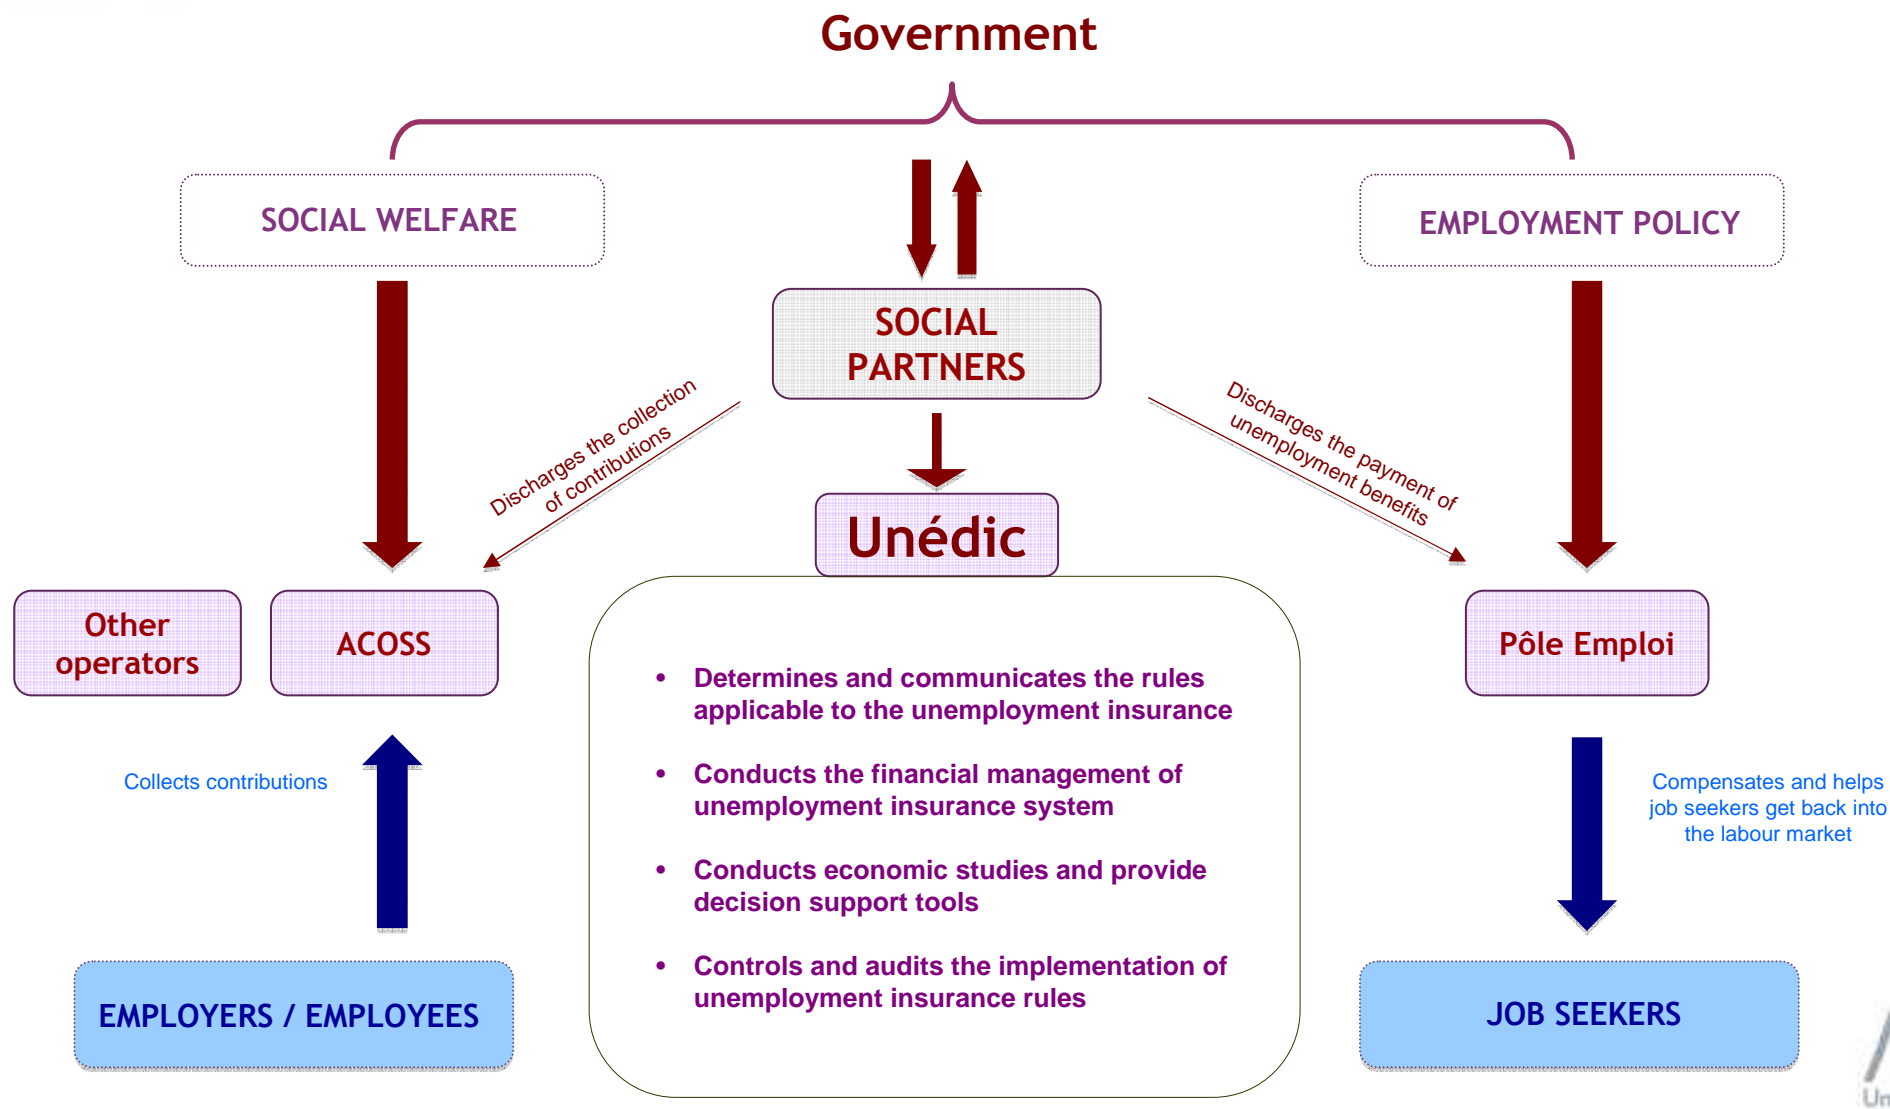 Government
SOCIAL WELFARE
EMPLOYMENT POLICY
SOCIAL
PARTNERS
Discharges the collection
of contributions
Discharges the payment of
unemployment benefits
Unédic
Other
operators
ACOSS
Pôle Emploi
• Determines and communicates the rules
applicable to the unemployment insurance
• Conducts the financial management of
unemployment insurance system
• Conducts economic studies and provide
decision support tools
• Controls and audits the implementation of
unemployment insurance rules
Collects contributions
Compensates and helps
job seekers get back into
the labour market
EMPLOYERS / EMPLOYEES
JOB SEEKERS